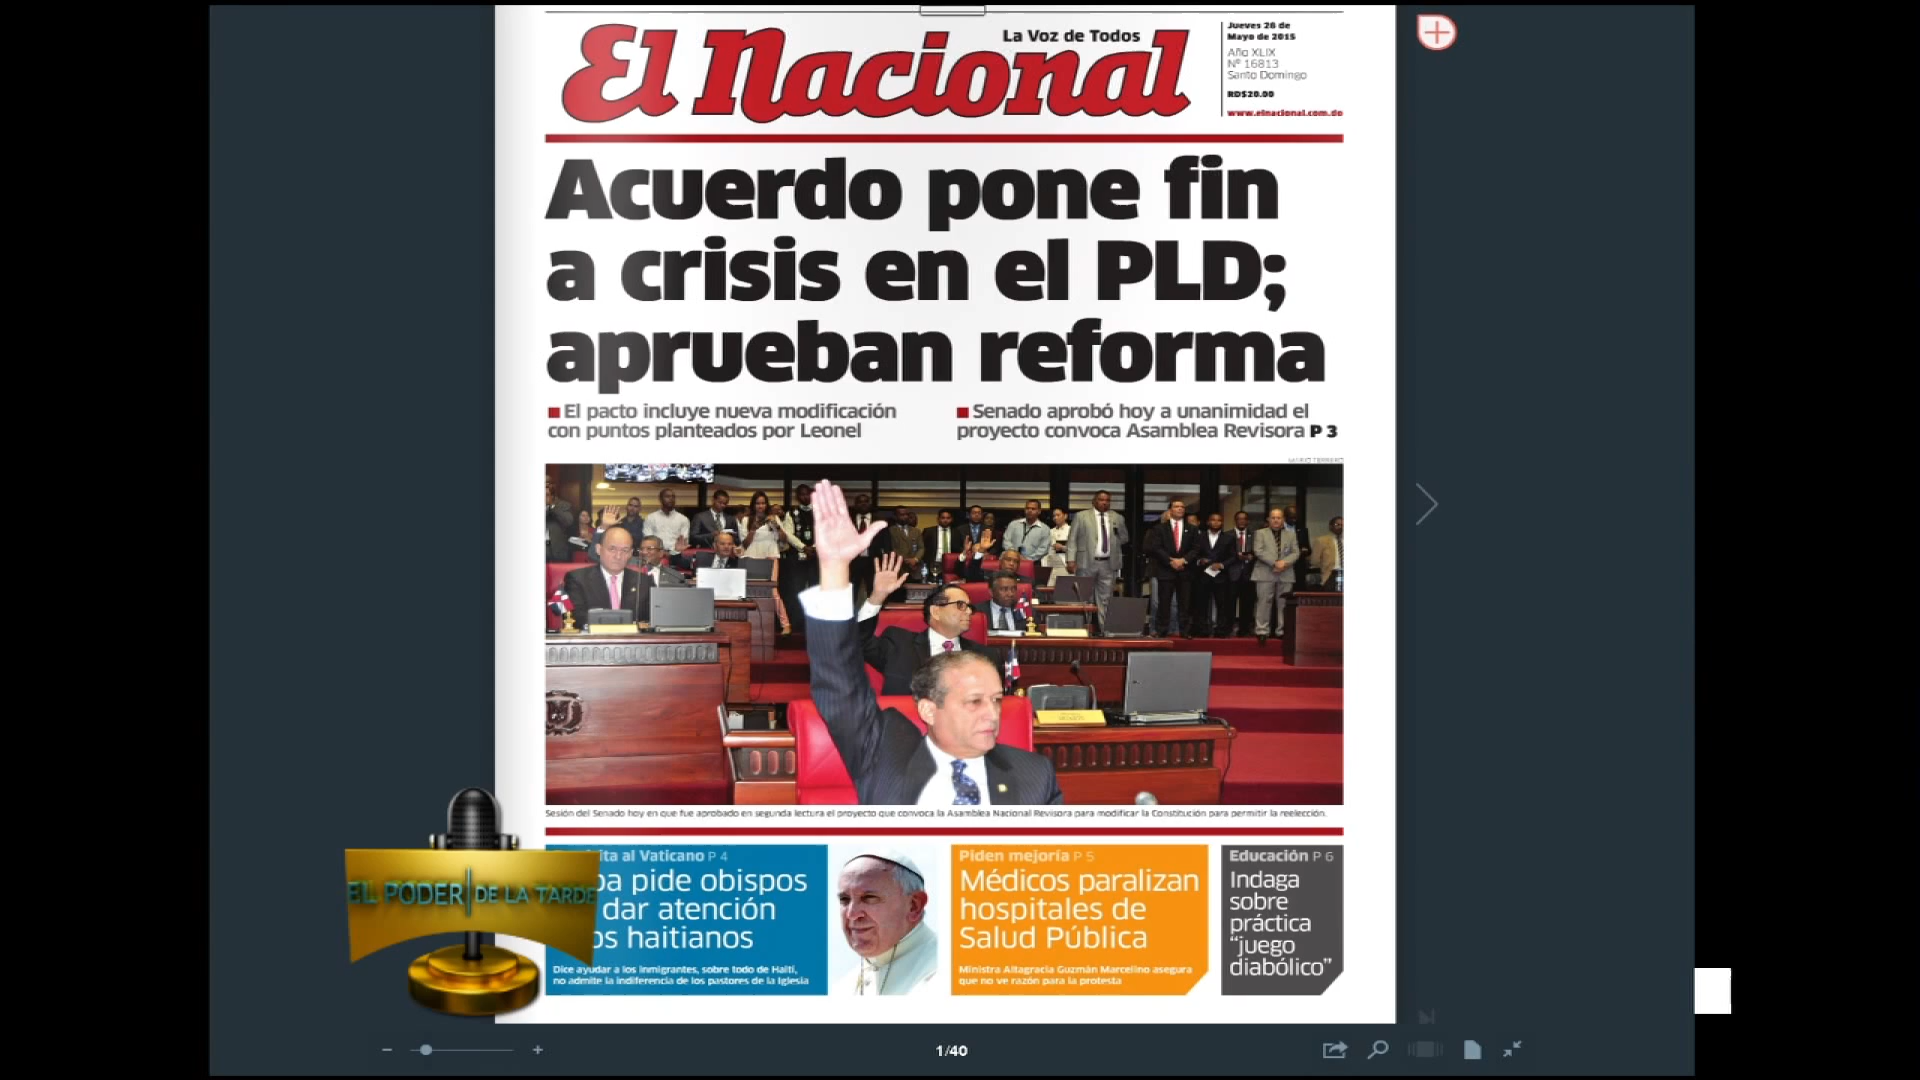 La Voz de Todos
El Nacional
Jueves 28 de
Mayo de 2015
Año XLIX
Nº 16813
Santo Domingo
RD$20.00
www.elnacional.com.do
Acuerdo pone fin
a crisis en el PLD;
aprueban reforma
El pacto incluye nueva modificación
con puntos planteados por Leonel
Senado aprobó hoy a unanimidad el
proyecto convoca Asamblea Revisora P 3
Sesión del Senado hoy en que fue aprobado en segunda lectura el proyecto que convoca la Asamblea Nacional Revisora para modificar la Constitución para permitir la reelección.
ita al Vaticano P 4
pa pide obispos
dar atención
os haitianos
Dice ayudar a los inmigrantes, sobre todo de Haití,
no admite la indiferencia de los pastores de la Iglesia
Piden mejoría P 5
Médicos paralizan
hospitales de
Salud Pública
Ministra Altagracia Guzmán Marcelino asegura
que no ve razón para la protesta
Educación P 6
Indaga
sobre
práctica
“juego
diabólico”
EL PODER DE LA TARDE
1/40